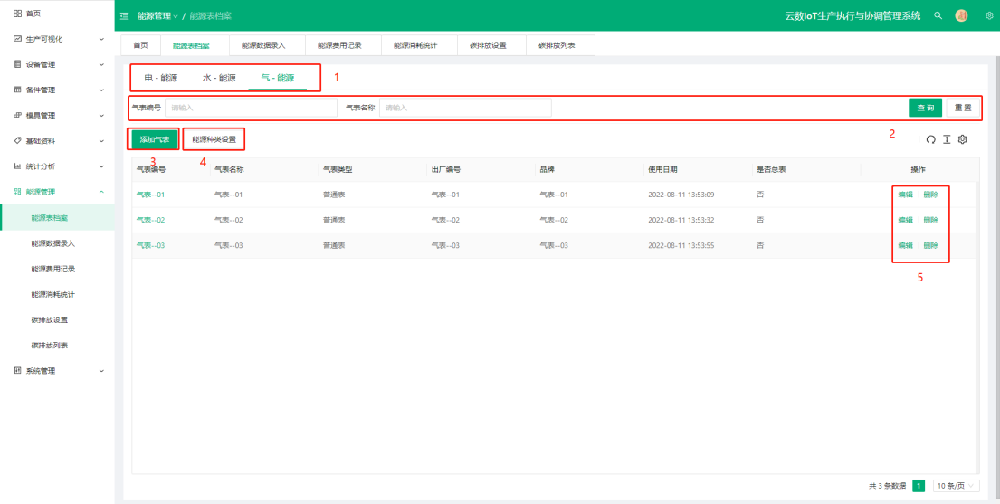 首页
生产可视化
设备管理
备件管理
模具管理
基础资料
统计分析
能源管理
能源表档案
能源数据录入
能源费用记录
能源消耗统计
碳排放设置
碳排放列表
系统管理
能源管理 / 能源表档案
云数IoT生产执行与协调管理系统
首页 能源表档案 能源数据录入 能源费用记录 能源消耗统计 碳排放设置 碳排放列表
电 - 能源 水 - 能源 气 - 能源 1
气表编号 请输入 气表名称 请输入 查 询 重 置
2
添加气表 能源种类设置
3 4
气表编号 气表名称 气表类型 出厂编号 品牌 使用日期 是否总表 操作
气表--01 气表--01 普通表 气表--01 气表--01 2022-08-11 13:53:09 否 编辑 删除
气表--02 气表--02 普通表 气表--02 气表--02 2022-08-11 13:53:32 否 编辑 删除
气表--03 气表--03 普通表 气表--03 气表--03 2022-08-11 13:53:55 否 编辑 删除
5
共 3 条数据 1 10 条/页